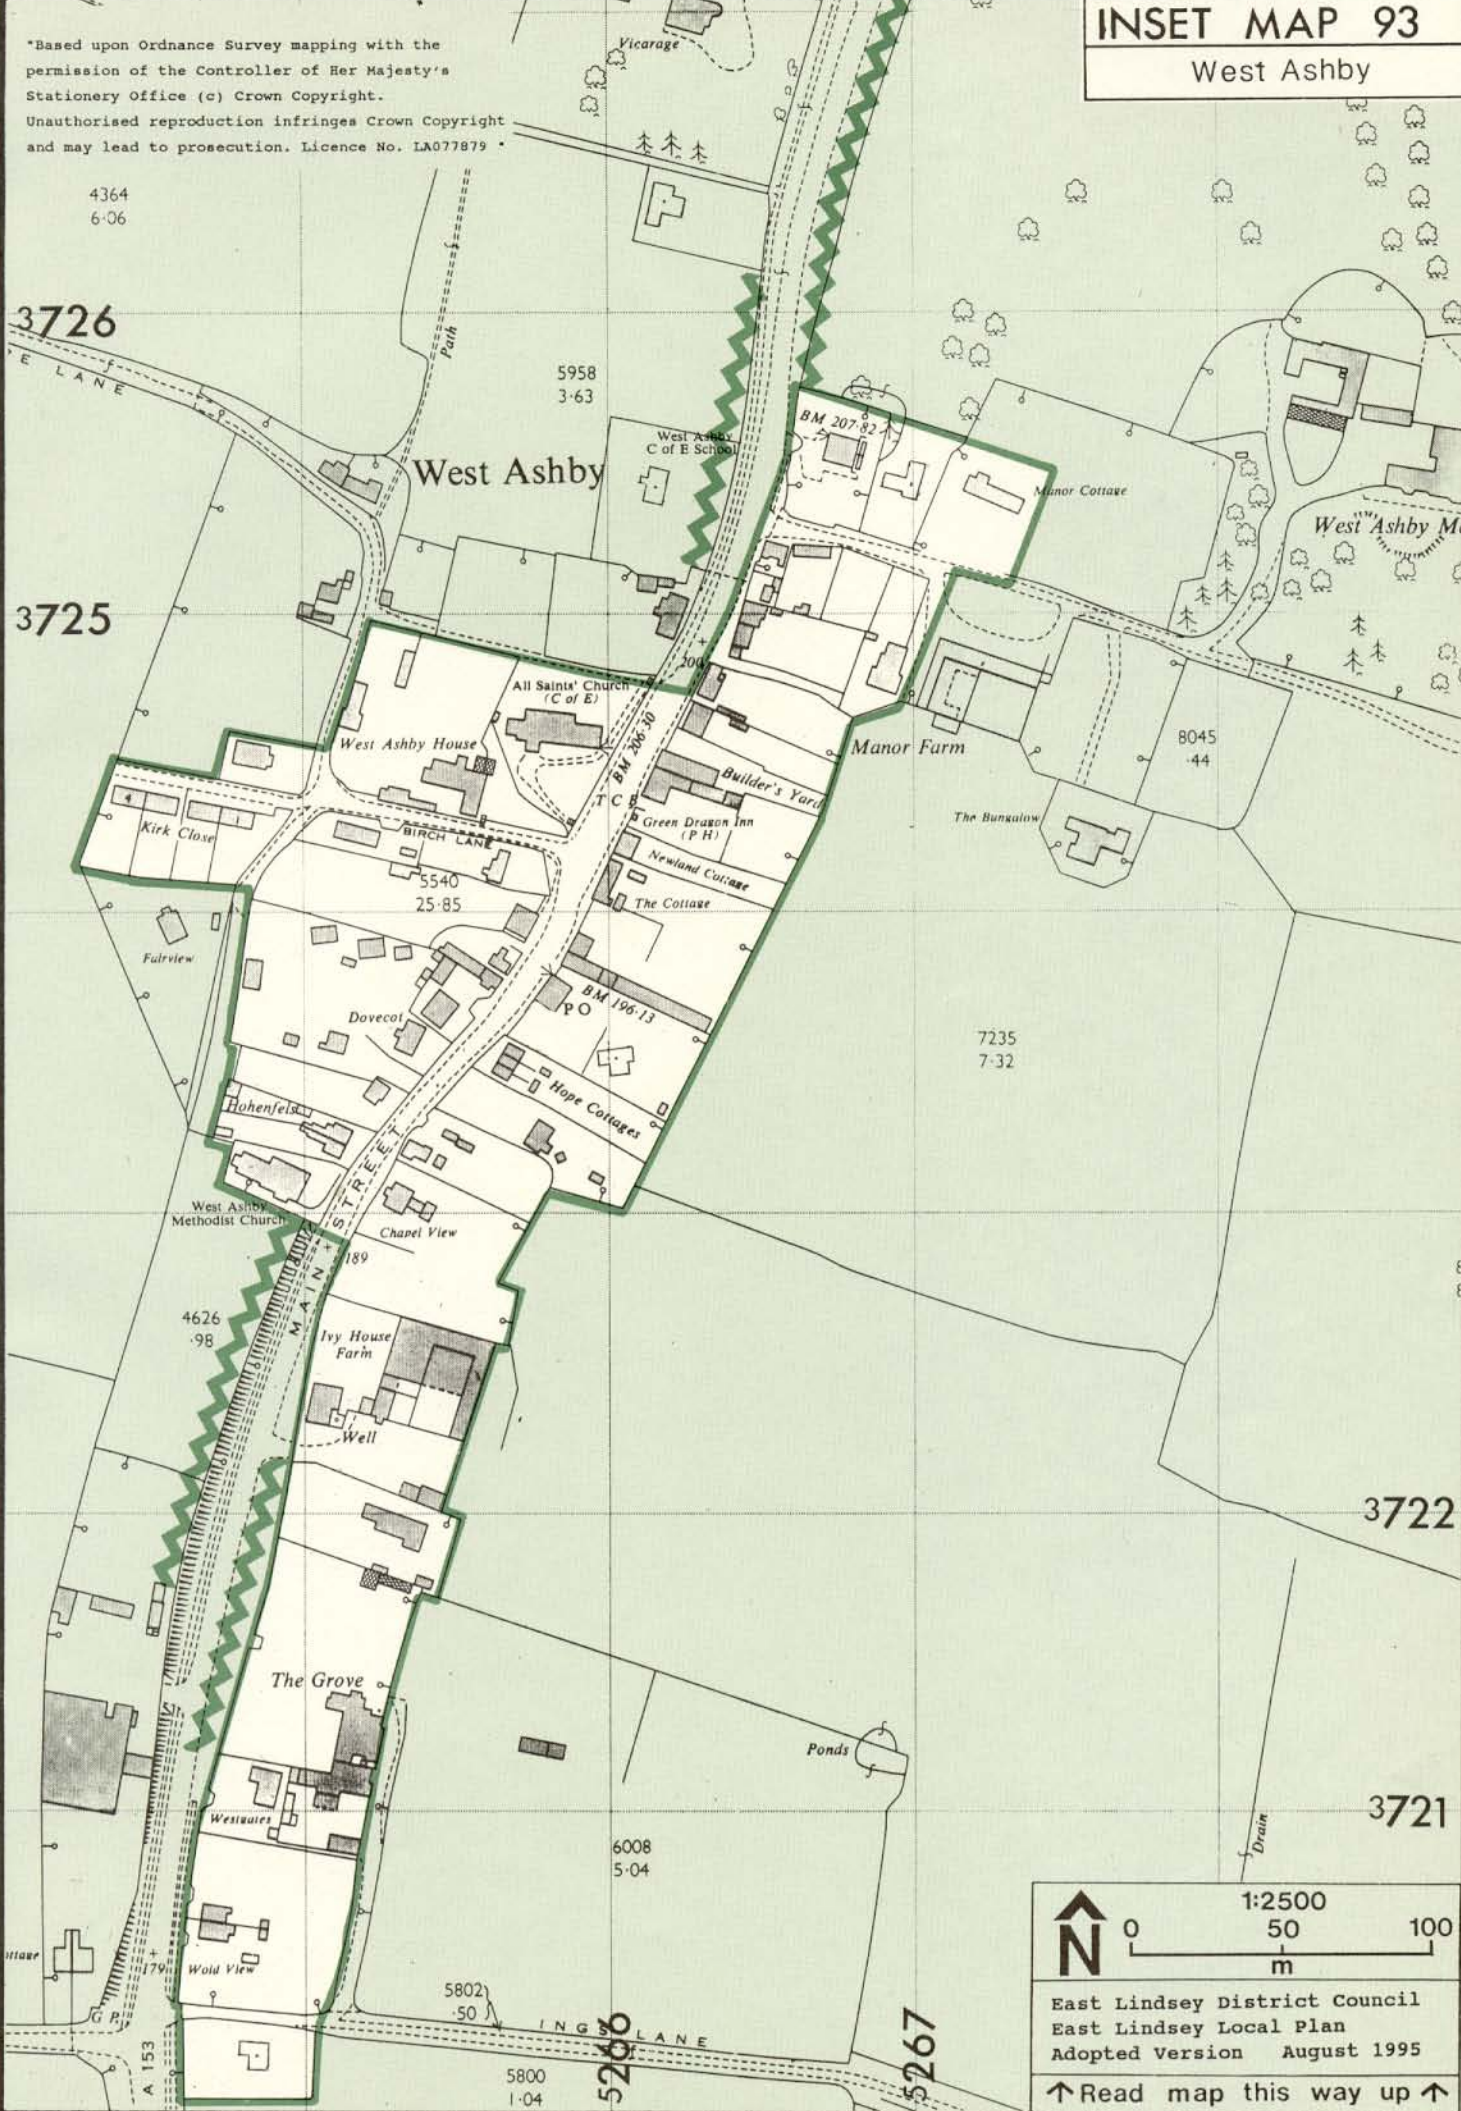 INSET MAP 93
West Ashby
"Based upon Ordnance Survey mapping with the
permission of the Controller of Her Majesty's
Stationery Office (c) Crown Copyright.
Unauthorised reproduction infringes Crown Copyright
and may lead to prosecution. Licence No. LA077879 "
Vicarage
4364
6·06
3726
LANE
Path
5958
3·63
West Ashby
C of E School
BM 207·82
West Ashby
Manor Cottage
West Ashby
3725
200
All Saints' Church
(C of E)
West Ashby House
BM 206·30
Manor Farm
8045
·44
Builder's Yard
TCB
Kirk Close
BIRCH LANE
Green Dragon Inn
(P H)
The Bungalow
Newland Cottage
5540
25·85
The Cottage
Fairview
BM 196·13
PO
Dovecot
7235
7·32
Hope Cottages
Hohenfels
MAIN STREET
West Ashby
Methodist Church
Chapel View
189
4626
·98
Ivy House
Farm
Well
3722
The Grove
Ponds
3721
Westgates
Drain
6008
5·04
1:2500
N
0 50 100
m
179
Wold View
G P
5802
·50
INGS LANE
5266
5267
A 153
5800
1·04
East Lindsey District Council
East Lindsey Local Plan
Adopted Version August 1995
↑Read map this way up↑